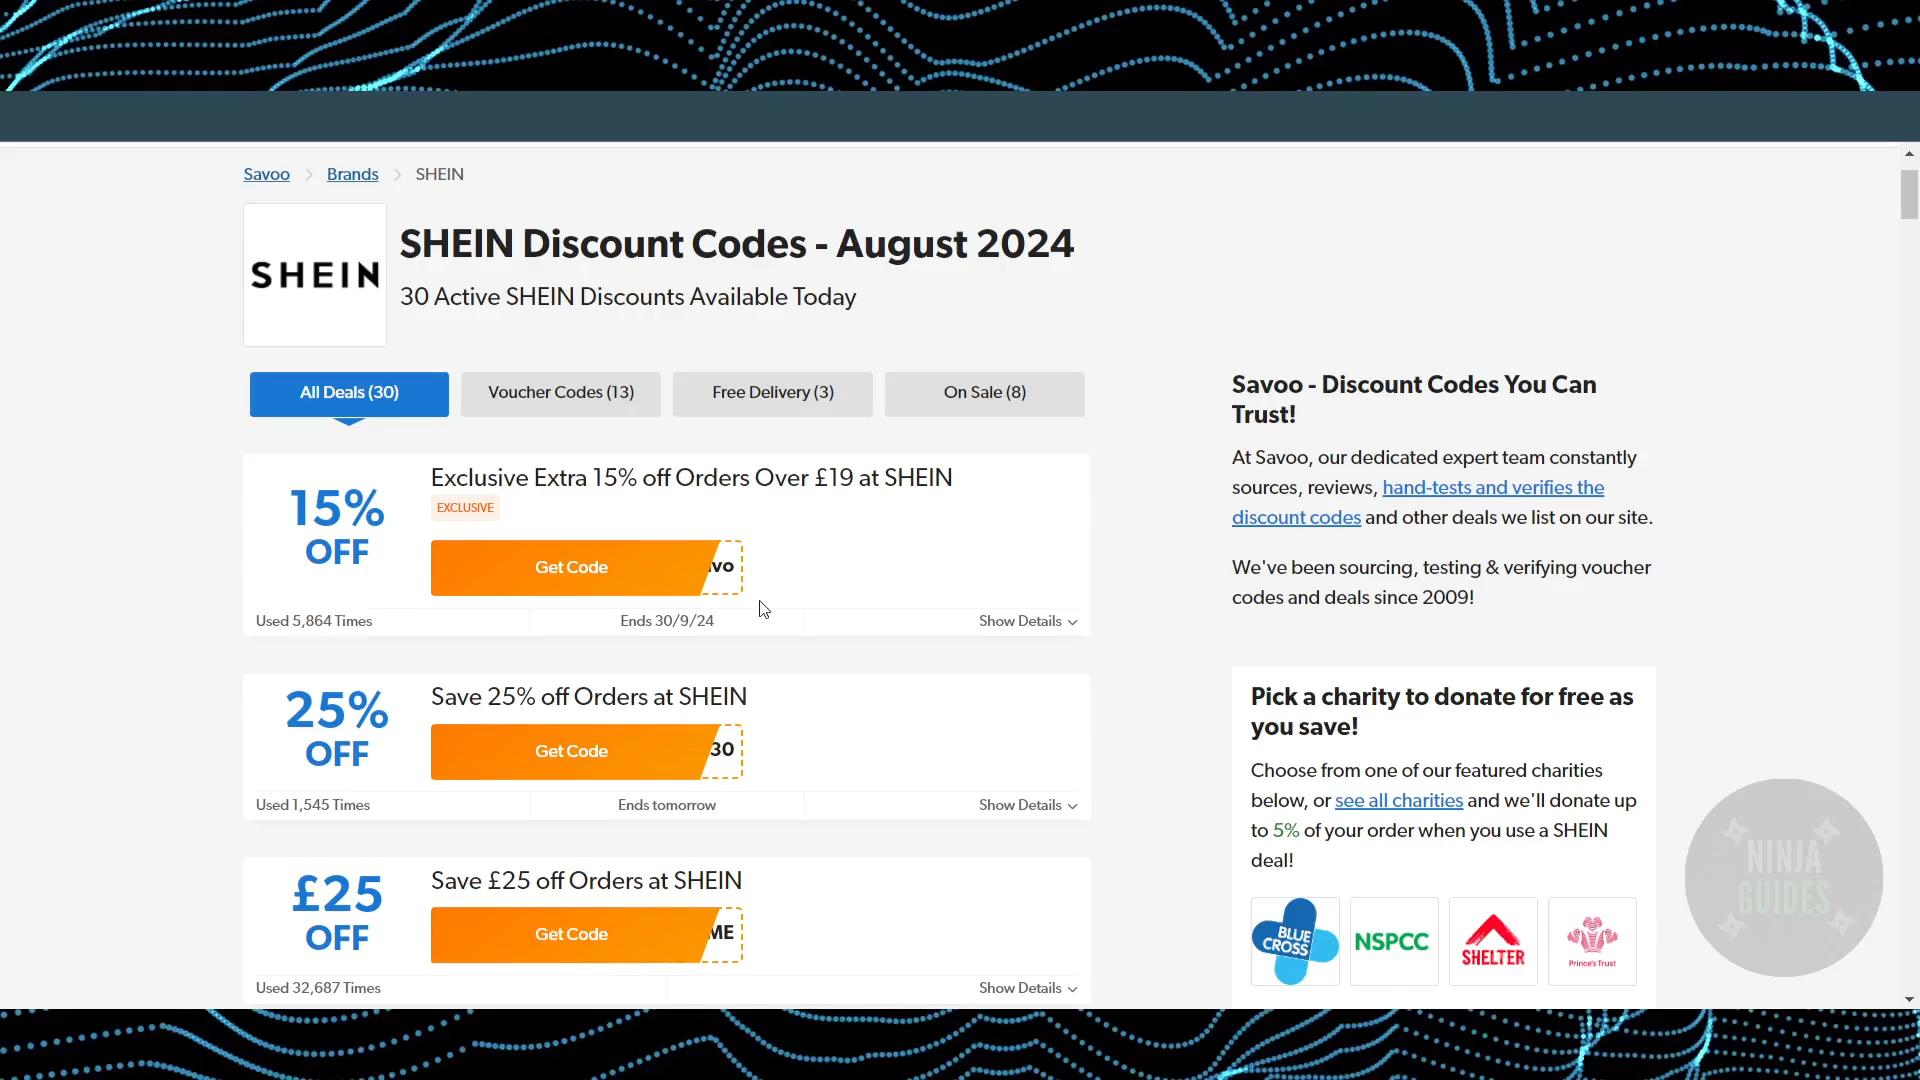 Savoo
Brands
SHEIN
SHEIN
SHEIN Discount Codes - August 2024
30 Active SHEIN Discounts Available Today
All Deals (30)
Voucher Codes (13)
Free Delivery (3)
On Sale (8)
15%
OFF
Exclusive Extra 15% off Orders Over £19 at SHEIN
EXCLUSIVE
Get Code
vo
Used 5,864 Times
Ends 30/9/24
Show Details
25%
OFF
Save 25% off Orders at SHEIN
Get Code
30
Used 1,545 Times
Ends tomorrow
Show Details
£25
OFF
Save £25 off Orders at SHEIN
Get Code
ME
Used 32,687 Times
Show Details
Savoo - Discount Codes You Can
Trust!
At Savoo, our dedicated expert team constantly
sources, reviews, hand-tests and verifies the
discount codes and other deals we list on our site.
We've been sourcing, testing & verifying voucher
codes and deals since 2009!
Pick a charity to donate for free as
you save!
Choose from one of our featured charities
below, or see all charities and we'll donate up
to 5% of your order when you use a SHEIN
deal!
BLUE
CROSS
NSPCC
SHELTER
Prince's Trust
NINJA
GUIDES